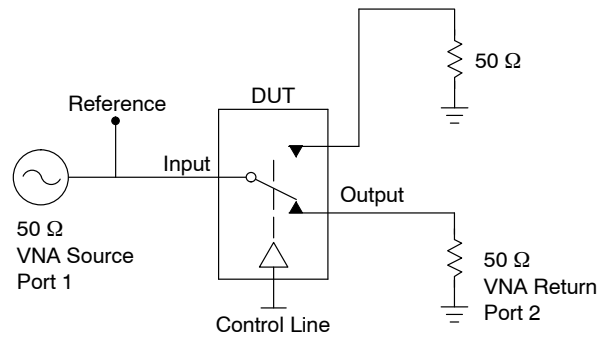 50 Ω
Reference
DUT
Input
Output
50 Ω
VNA Source
Port 1
50 Ω
VNA Return
Port 2
Control Line